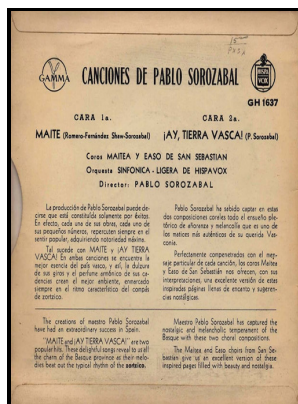 15
GAMMA
CANCIONES DE PABLO SOROZABAL
HISPA
VOX
GH 1637
CARA 1a.
CARA 2a.
MAITE (Romero-Fernández Shaw-Sorozabal)
¡AY, TIERRA VASCA! (P. Sorozabal)
Coros MAITEA Y EASO DE SAN SEBASTIAN
Orquesta SINFONICA - LIGERA DE HISPAVOX
Director: PABLO SOROZABAL
La producción de Pablo Sorozabal puede de-
cirse que está constituída solamente por éxitos.
En efecto, cada una de sus obras, cada uno de
sus pequeños números, repercuten siempre en el
sentir popular, adquiriendo notoriedad máxima.
Tal sucede con MAITE y ¡AY TIERRA
VASCA! En ambas canciones se encuentra la
mejor esencia del país vasco, y así, la dulzura
de sus giros y el perfume armónico de sus ca-
dencias creen el mejor ambiente, enmarcado
siempre en el ritmo característico del compás
de zortzico.
Pablo Sorozabal ha sabido captar en estas
dos composiciones corales todo el ensueño ple-
tórico de añoranza y melancolía que es uno de
los matices más auténticos de su querida Vas-
conia.
Perfectamente compenetrados con el men-
saje particular de cada canción, los coros Maitea
y Easo de San Sebastián nos ofrecen, con sus
interpretaciones, una excelente versión de estas
inspiradas páginas llenas de encanto y sugeren-
cias nostálgicas.
The creations of maestro Pablo Sorozabal
have had an extraordinary success in Spain.
"MAITE and ¡AY TIERRA VASCA!" are two
popular hits. These delightful songs reveal to us all
the charm of the Basque province as their melo-
dies beat out the typical rhythm of the sortzico.
Maestro Pablo Sorozabal has captured the
nostalgic and melancholic temperament of the
Basque with these two choral compositions.
The Maitea and Easo choirs from San Se-
bastián give us an excellent version of these
inspired pages filled with beauty and nostalgia.